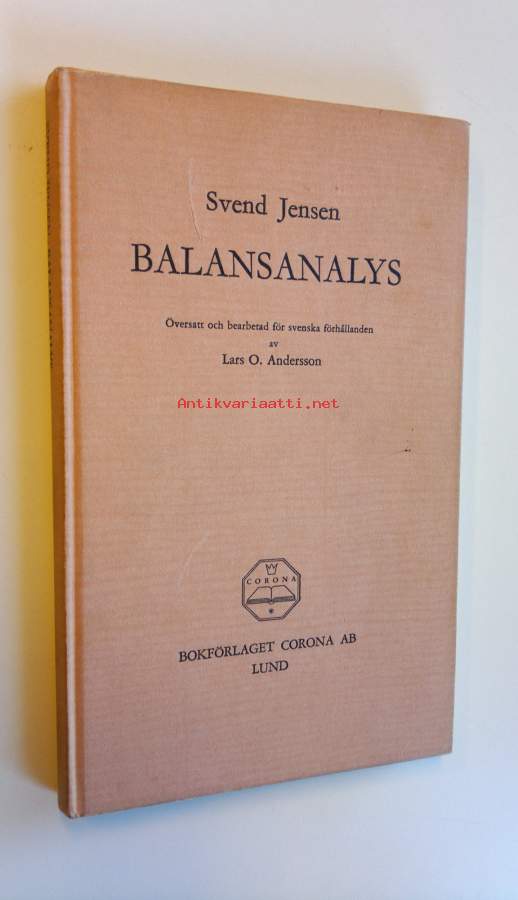 Svend Jensen
BALANSANALYS
Översatt och bearbetad för svenska förhållanden
av
Lars O. Andersson
Antikvariaatti.net
CORONA
BOKFÖRLAGET CORONA AB
LUND